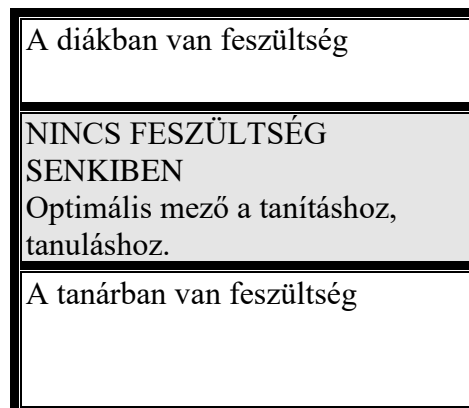 A diákban van feszültség
NINCS FESZÜLTSÉG
SENKIBEN
Optimális mező a tanításhoz,
tanuláshoz.
A tanárban van feszültség